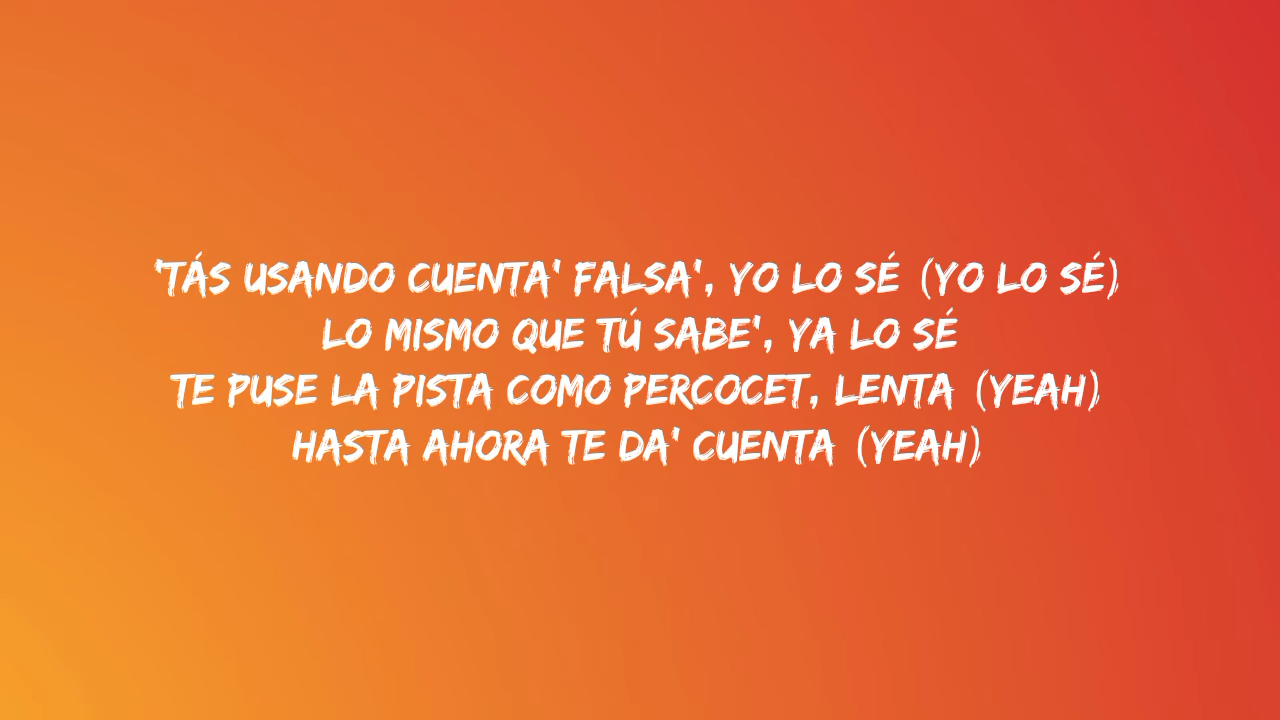 'TÁS USANDO CUENTA' FALSA', YO LO SÉ (YO LO SÉ)
LO MISMO QUE TÚ SABE', YA LO SÉ
TE PUSE LA PISTA COMO PERCOCET, LENTA (YEAH)
HASTA AHORA TE DA' CUENTA (YEAH)